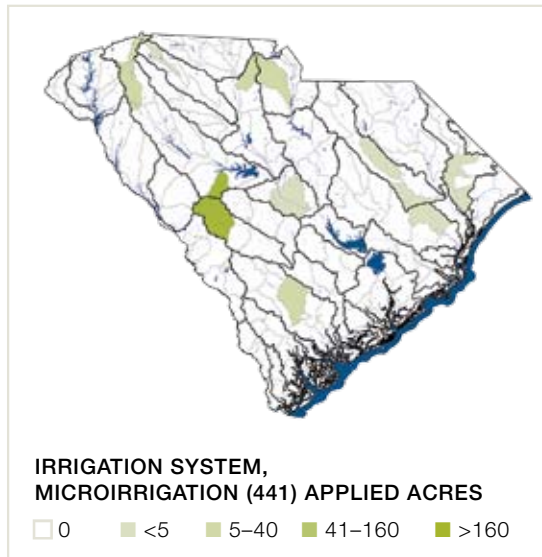 IRRIGATION SYSTEM,
MICROIRRIGATION (441) APPLIED ACRES
0 <5 5–40 41–160 >160